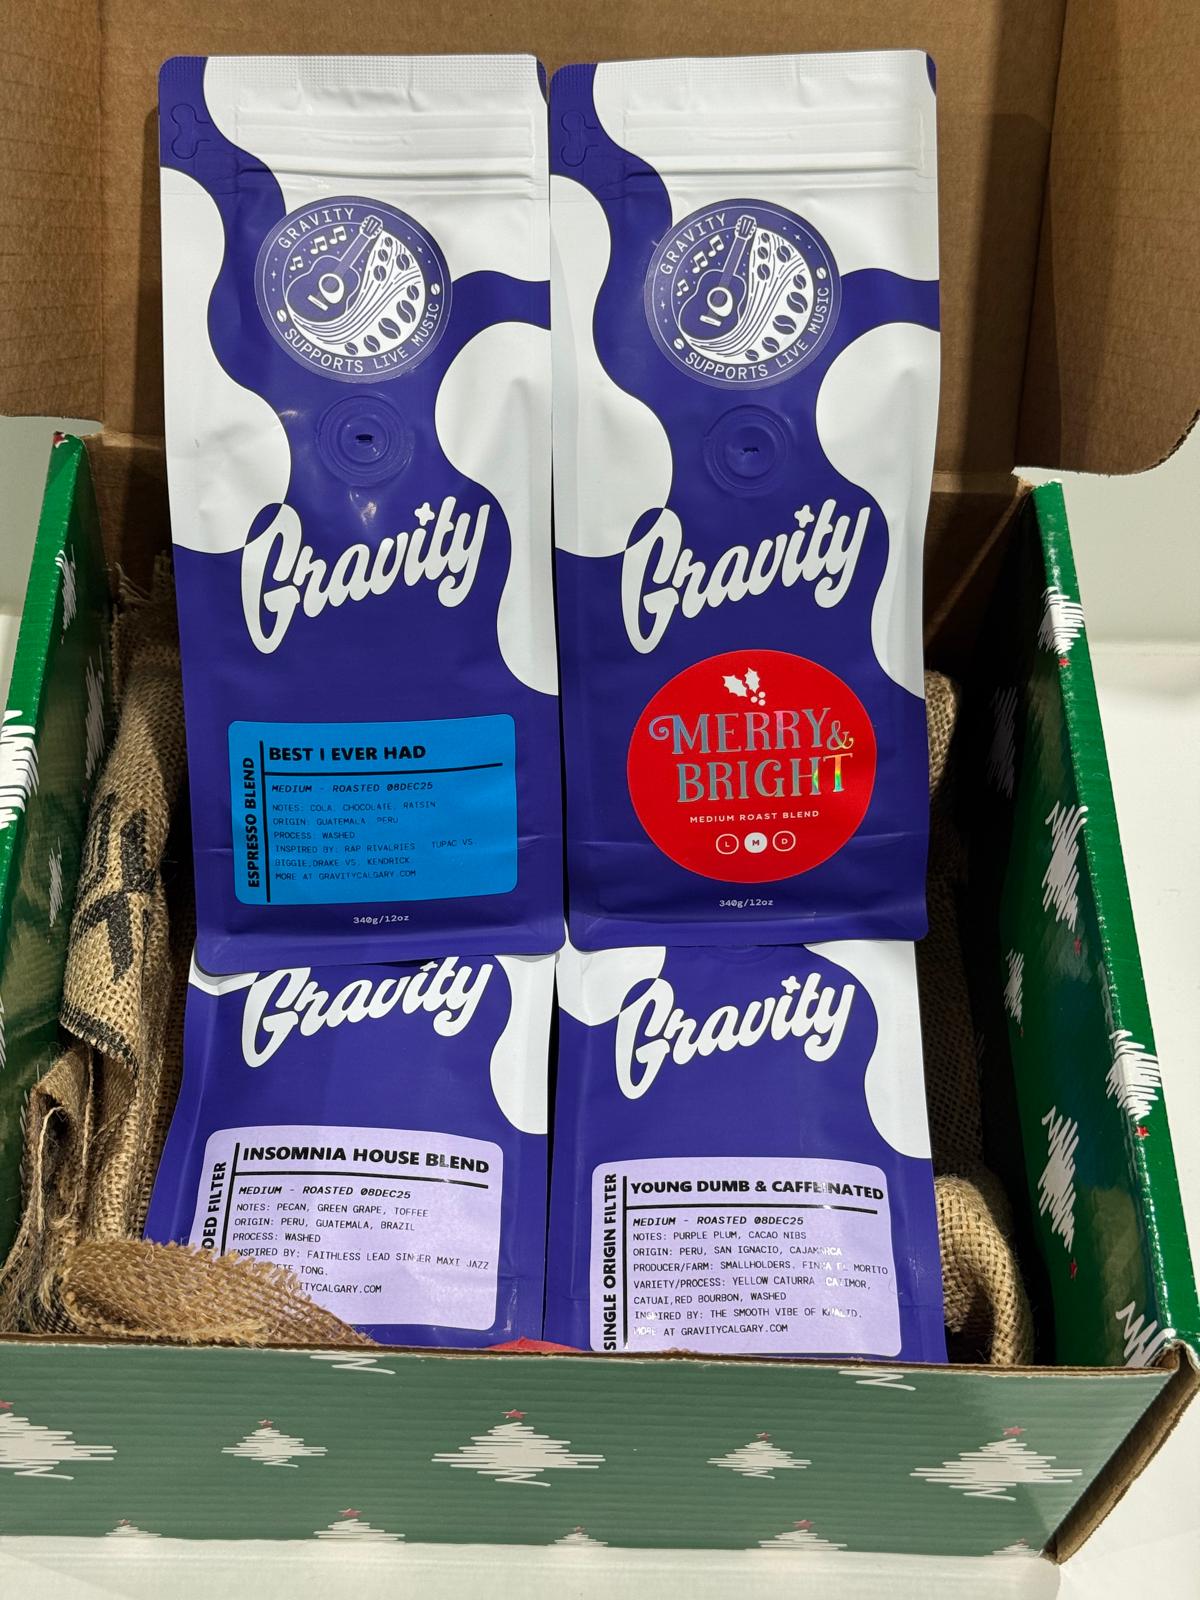 GRAVITY
SUPPORTS LIVE MUSIC
Gravity
ESPRESSO BLEND
BEST I EVER HAD
MEDIUM - ROASTED 08DEC25
NOTES: COLA, CHOCOLATE, RAISIN
ORIGIN: GUATEMALA, PERU
PROCESS: WASHED
INSPIRED BY: RAP RIVALRIES TUPAC VS.
BIGGIE,DRAKE VS. KENDRICK.
MORE AT GRAVITYCALGARY.COM
340g/12oz
GRAVITY
SUPPORTS LIVE MUSIC
Gravity
MERRY&
BRIGHT
MEDIUM ROAST BLEND
L M D
340g/12oz
Gravity
FILTER
INSOMNIA HOUSE BLEND
MEDIUM - ROASTED 08DEC25
NOTES: PECAN, GREEN GRAPE, TOFFEE
ORIGIN: PERU, GUATEMALA, BRAZIL
PROCESS: WASHED
INSPIRED BY: FAITHLESS LEAD SINGER MAXI JAZZ
TONG.
Gravity
SINGLE ORIGIN FILTER
YOUNG DUMB & CAFFEINATED
MEDIUM - ROASTED 08DEC25
NOTES: PURPLE PLUM, CACAO NIBS
ORIGIN: PERU, SAN IGNACIO, CAJAMARCA
PRODUCER/FARM: SMALLHOLDERS, MORITO
VARIETY/PROCESS: YELLOW CATURRA CATIMOR,
CATUAI,RED BOURBON, WASHED
INSPIRED BY: THE SMOOTH VIBE OF KHALID.
MORE AT GRAVITYCALGARY.COM